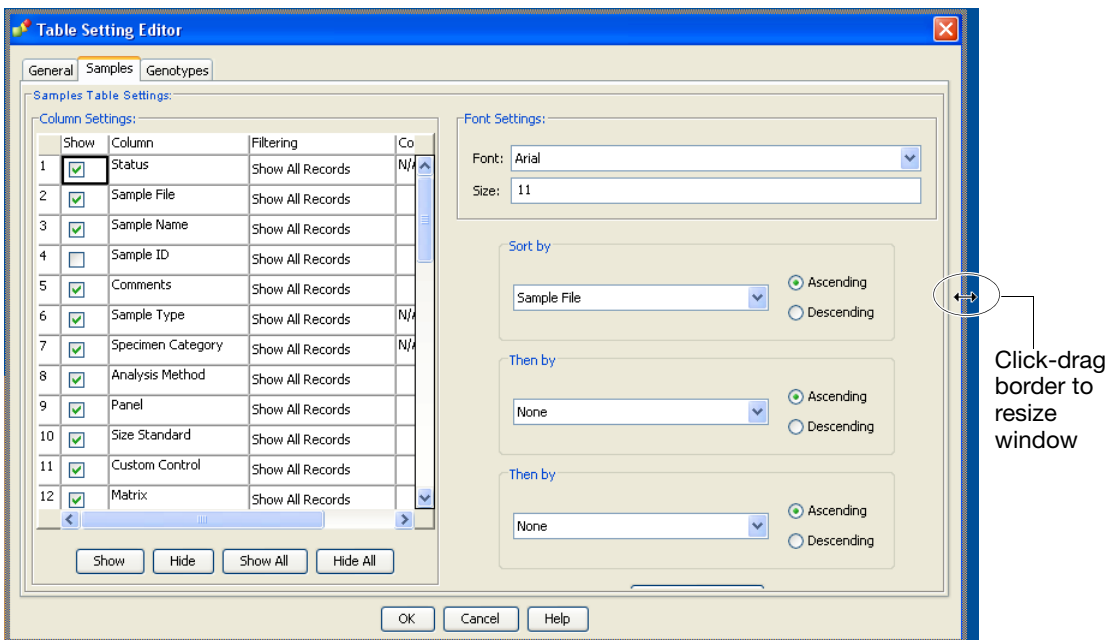 Table Setting Editor
General Samples Genotypes
Samples Table Settings:
Column Settings:
Show Column Filtering Co
1 Status Show All Records N/A
2 Sample File Show All Records
3 Sample Name Show All Records
4 Sample ID Show All Records
5 Comments Show All Records
6 Sample Type Show All Records N/A
7 Specimen Category Show All Records N/A
8 Analysis Method Show All Records
9 Panel Show All Records
10 Size Standard Show All Records
11 Custom Control Show All Records
12 Matrix Show All Records
Show Hide Show All Hide All
Font Settings:
Font: Arial
Size: 11
Sort by
Sample File
Ascending
Descending
Then by
None
Ascending
Descending
Then by
None
Ascending
Descending
OK Cancel Help
Click-drag
border to
resize
window